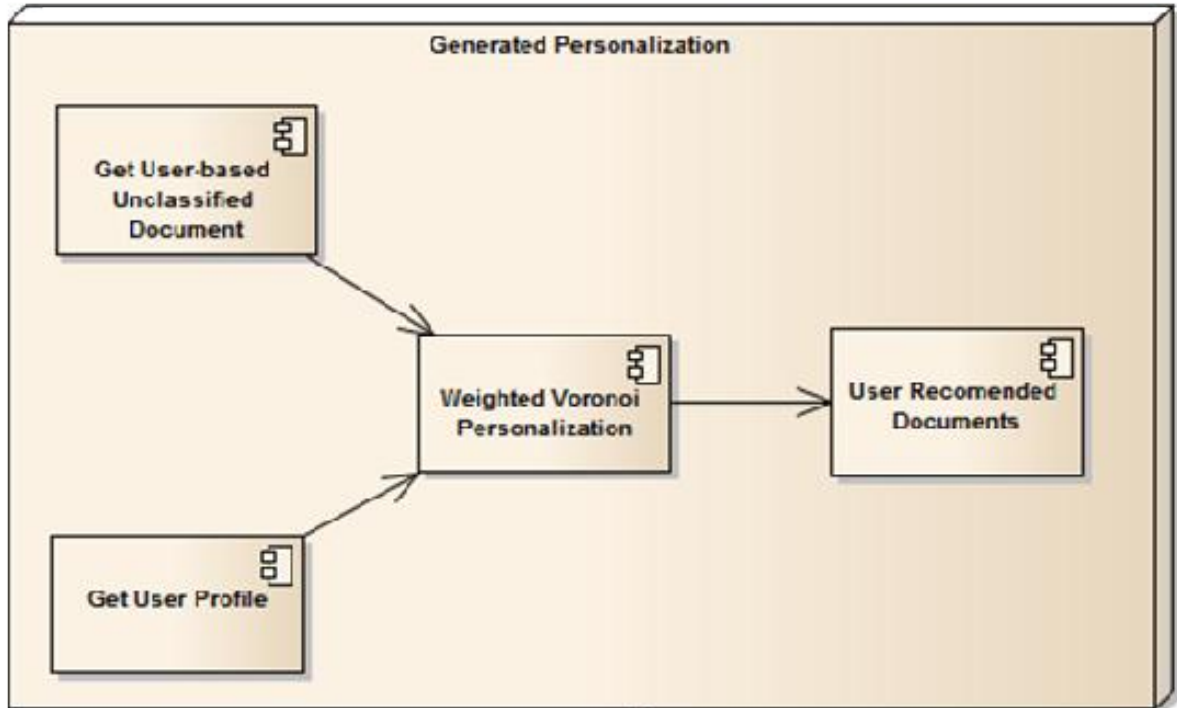 Generated Personalization
Get User-based
Unclassified
Document
Weighted Voronoi
Personalization
User Recomended
Documents
Get User Profile